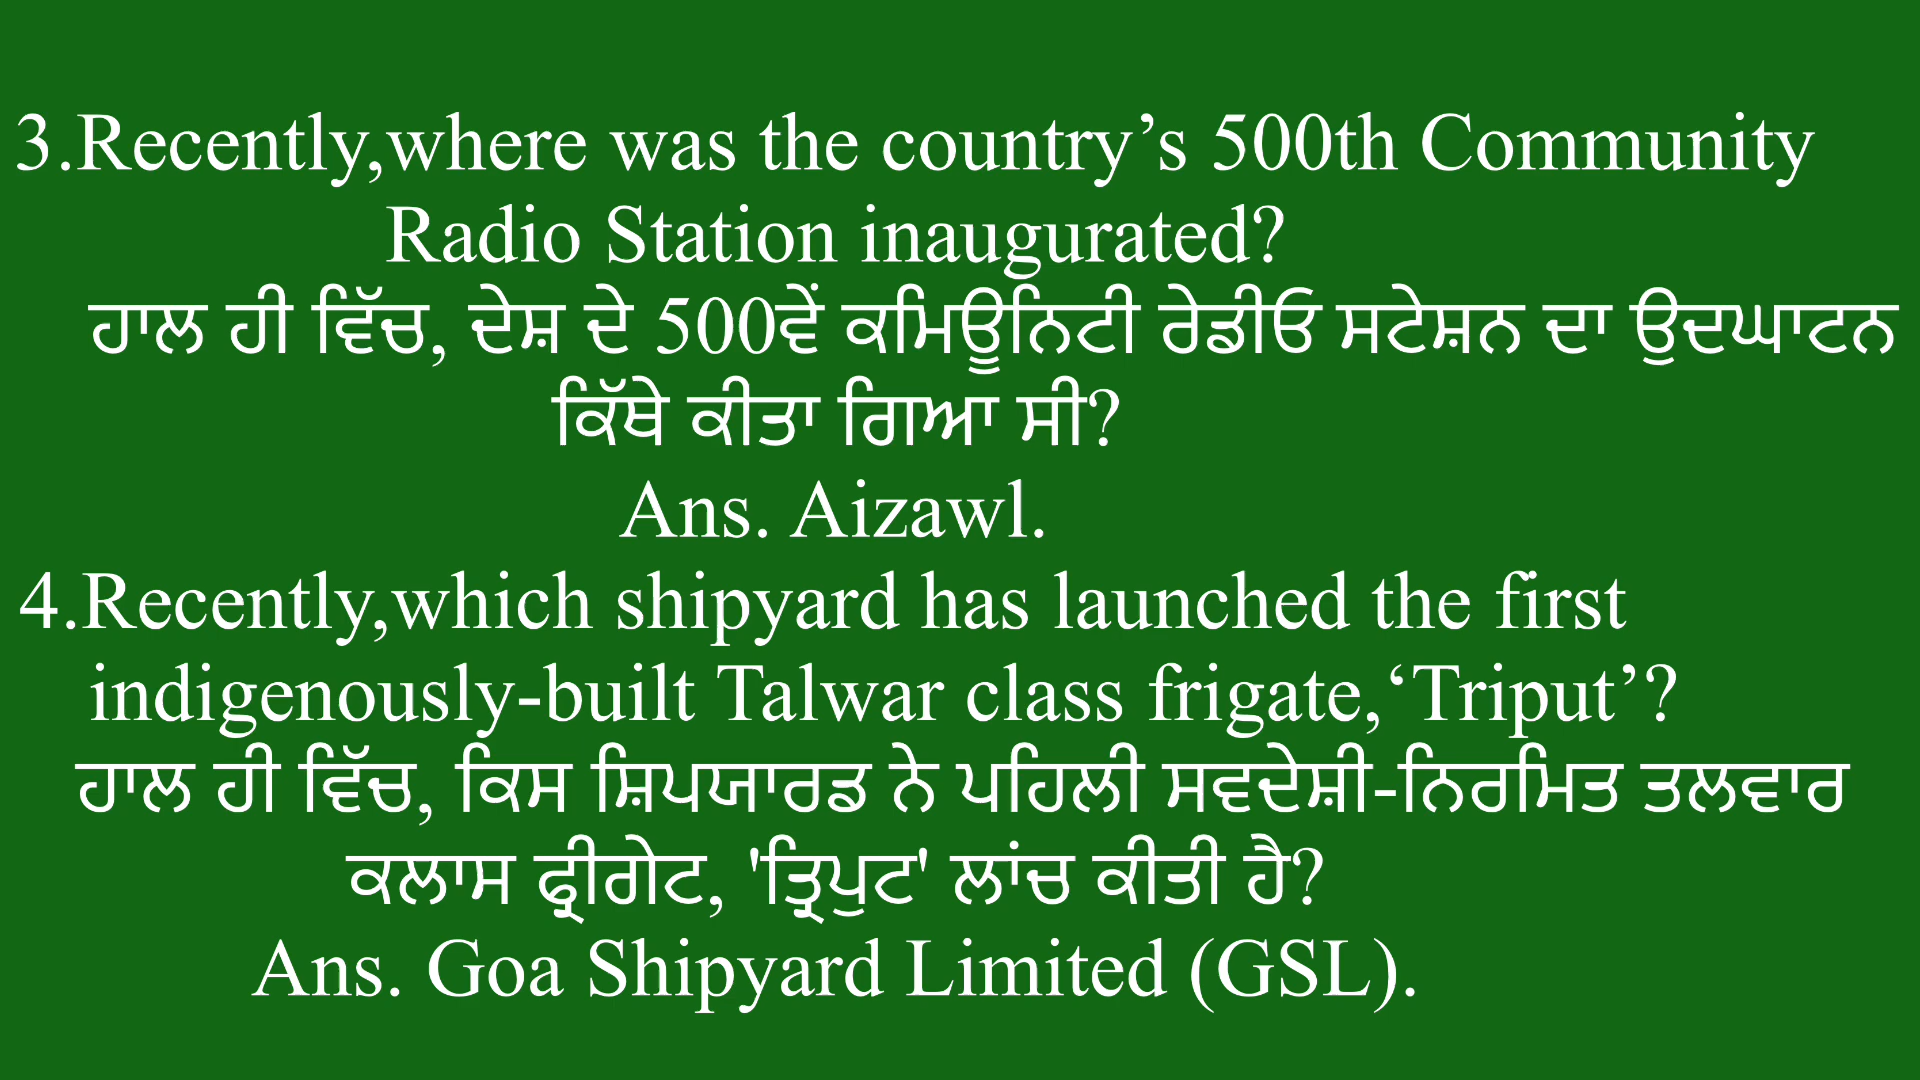 3.Recently,where was the country’s 500th Community
Radio Station inaugurated?
ਹਾਲ ਹੀ ਵਿੱਚ, ਦੇਸ਼ ਦੇ 500ਵੇਂ ਕਮਿਊਨਿਟੀ ਰੇਡੀਓ ਸਟੇਸ਼ਨ ਦਾ ਉਦਘਾਟਨ
ਕਿੱਥੇ ਕੀਤਾ ਗਿਆ ਸੀ?
Ans. Aizawl.
4.Recently,which shipyard has launched the first
indigenously-built Talwar class frigate,‘Triput’?
ਹਾਲ ਹੀ ਵਿੱਚ, ਕਿਸ ਸ਼ਿਪਯਾਰਡ ਨੇ ਪਹਿਲੀ ਸਵਦੇਸ਼ੀ-ਨਿਰਮਿਤ ਤਲਵਾਰ
ਕਲਾਸ ਫ੍ਰੀਗੇਟ, 'ਤ੍ਰਿਪੁਟ' ਲਾਂਚ ਕੀਤੀ ਹੈ?
Ans. Goa Shipyard Limited (GSL).